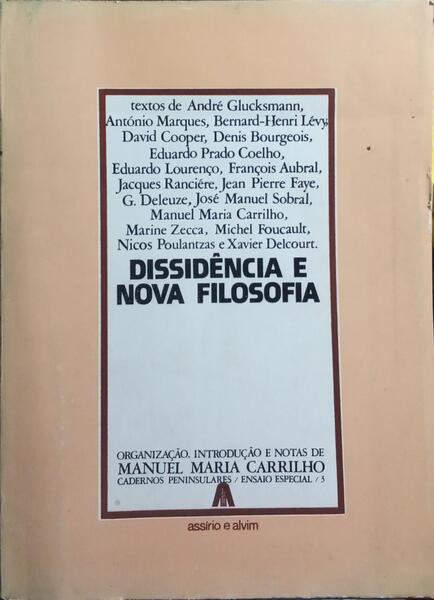 textos de André Glucksmann,
António Marques, Bernard-Henri Lévy,
David Cooper, Denis Bourgeois,
Eduardo Prado Coelho,
Eduardo Lourenço, François Aubral,
Jacques Ranciére, Jean Pierre Faye,
G. Deleuze, José Manuel Sobral,
Manuel Maria Carrilho,
Marine Zecca, Michel Foucault,
Nicos Poulantzas e Xavier Delcourt.
DISSIDÊNCIA E
NOVA FILOSOFIA
ORGANIZAÇÃO, INTRODUÇÃO E NOTAS DE
MANUEL MARIA CARRILHO
CADERNOS PENINSULARES / ENSAIO ESPECIAL / 3
assírio e alvim